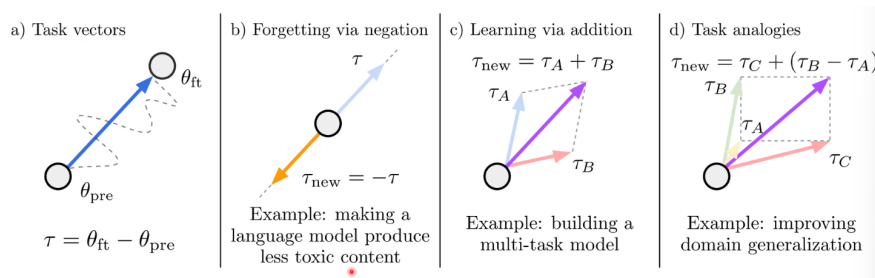 a) Task vectors
θft
θpre
τ = θft − θpre
b) Forgetting via negation
τ
τnew = −τ
Example: making a
language model produce
less toxic content
c) Learning via addition
τnew = τA + τB
τA
τB
Example: building a
multi-task model
d) Task analogies
τnew = τC + (τB − τA)
τB
τA
τC
Example: improving
domain generalization